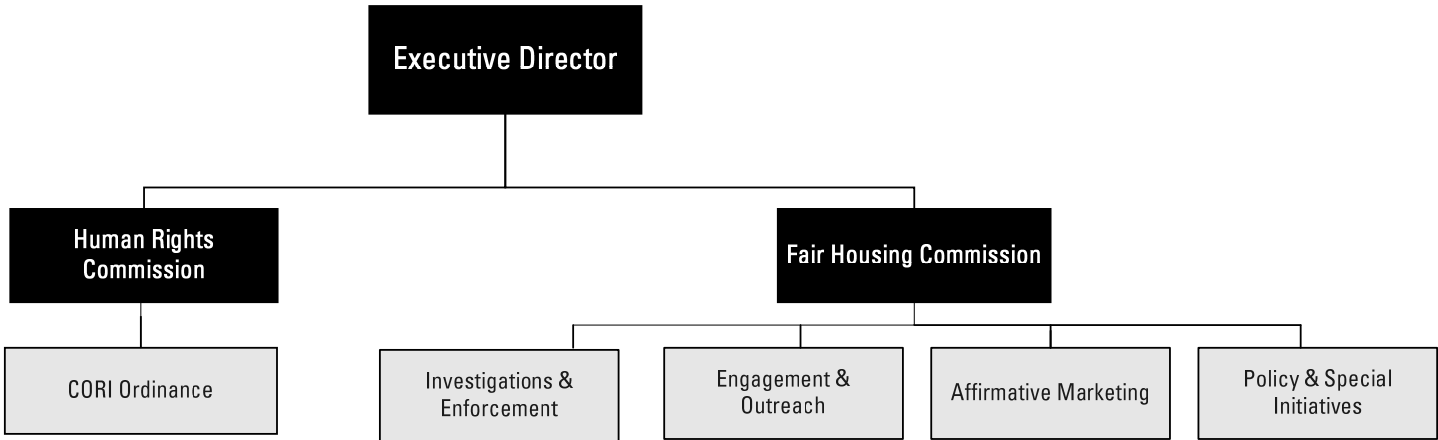 Executive Director
Human Rights
Commission
Fair Housing Commission
CORI Ordinance
Investigations &
Enforcement
Engagement &
Outreach
Affirmative Marketing
Policy & Special
Initiatives